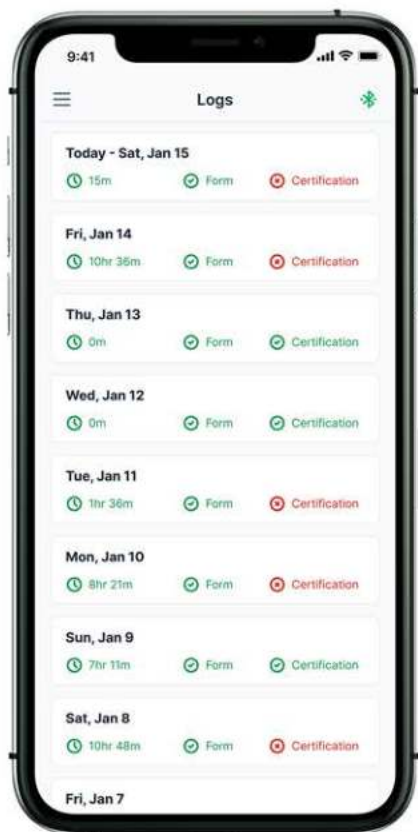 9:41
Logs
Today - Sat, Jan 15
15m Form Certification
Fri, Jan 14
10hr 36m Form Certification
Thu, Jan 13
0m Form Certification
Wed, Jan 12
0m Form Certification
Tue, Jan 11
1hr 36m Form Certification
Mon, Jan 10
8hr 21m Form Certification
Sun, Jan 9
7hr 11m Form Certification
Sat, Jan 8
10hr 48m Form Certification
Fri, Jan 7